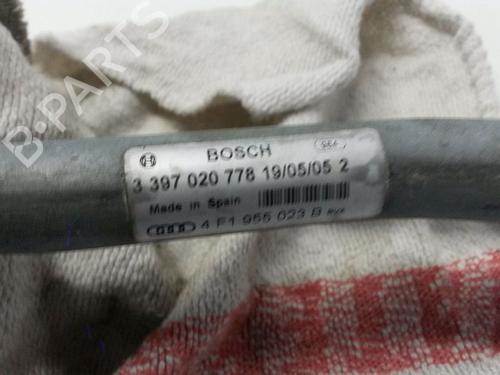 B-PARTS
BOSCH
3 397 020 778 19/05/05 2
Made in Spain
4 F1 955 023 B